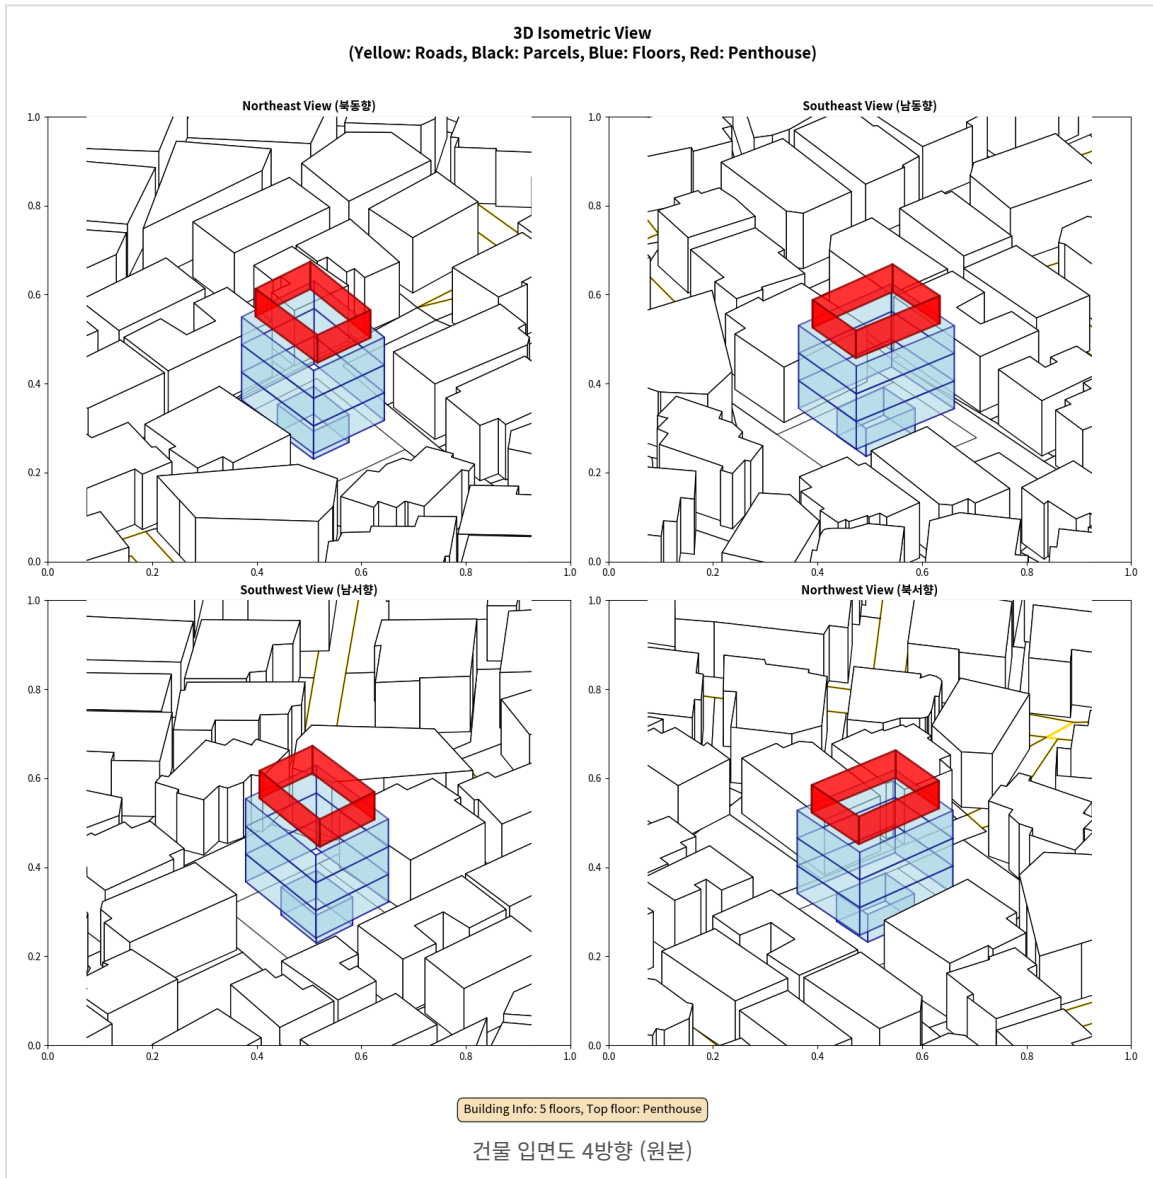 3D Isometric View
(Yellow: Roads, Black: Parcels, Blue: Floors, Red: Penthouse)
Northeast View (북동향)
1.0
0.8
0.6
0.4
0.2
0.0
0.0 0.2 0.4 0.6 0.8 1.0
Southeast View (남동향)
1.0
0.8
0.6
0.4
0.2
0.0
0.0 0.2 0.4 0.6 0.8 1.0
Southwest View (남서향)
1.0
0.8
0.6
0.4
0.2
0.0
0.0 0.2 0.4 0.6 0.8 1.0
Northwest View (북서향)
1.0
0.8
0.6
0.4
0.2
0.0
0.0 0.2 0.4 0.6 0.8 1.0
Building Info: 5 floors, Top floor: Penthouse
건물 입면도 4방향 (원본)